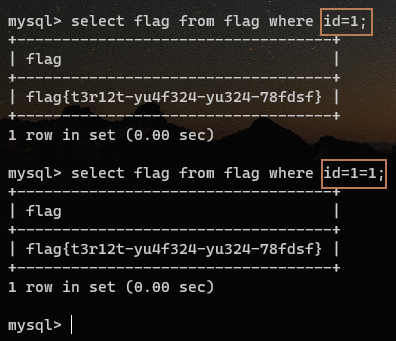 mysql> select flag from flag where id=1;
+----------------------------------+
| flag                             |
+----------------------------------+
| flag{t3r12t-yu4f324-yu324-78fdsf} |
+----------------------------------+
1 row in set (0.00 sec)
mysql> select flag from flag where id=1=1;
+----------------------------------+
| flag                             |
+----------------------------------+
| flag{t3r12t-yu4f324-yu324-78fdsf} |
+----------------------------------+
1 row in set (0.00 sec)
mysql>